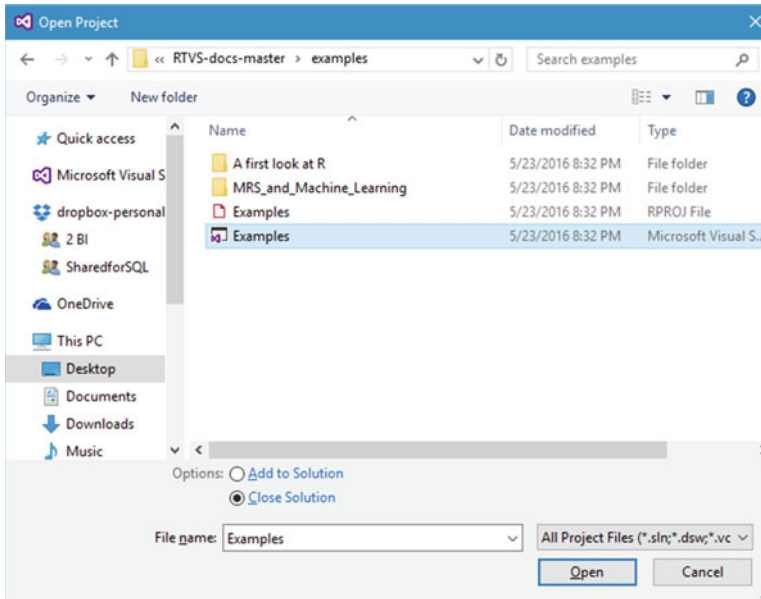 Open Project
« RTVS-docs-master › examples
Search examples
Organize
New folder
Name
Date modified
Type
Quick access
Microsoft Visual S
dropbox-personal
2 BI
SharedforSQL
OneDrive
This PC
Desktop
Documents
Downloads
Music
A first look at R 5/23/2016 8:32 PM File folder
MRS_and_Machine_Learning 5/23/2016 8:32 PM File folder
Examples 5/23/2016 8:32 PM RPROJ File
Examples 5/23/2016 8:32 PM Microsoft Visual S..
Options: Add to Solution
Close Solution
File name: Examples
All Project Files (*.sln;*.dsw;*.vc
Open
Cancel